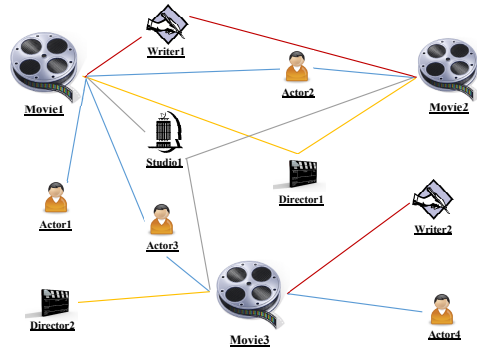 Writer1
Actor2
Movie1
Movie2
Studio1
Director1
Actor1
Writer2
Actor3
Director2
Movie3
Actor4